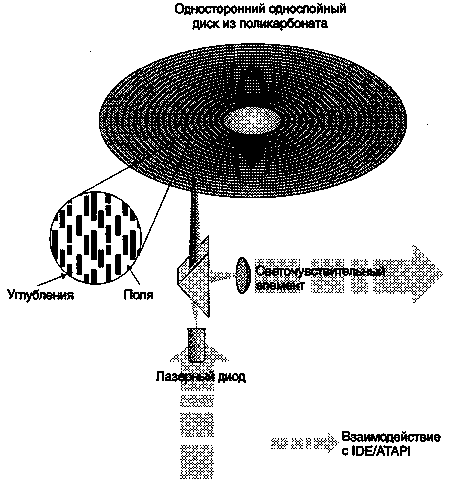 Односторонний однослойный
диск из поликарбоната
Углубления
Поля
Светочувствительный
элемент
Лазерный диод
Взаимодействие
с IDE/ATAPI